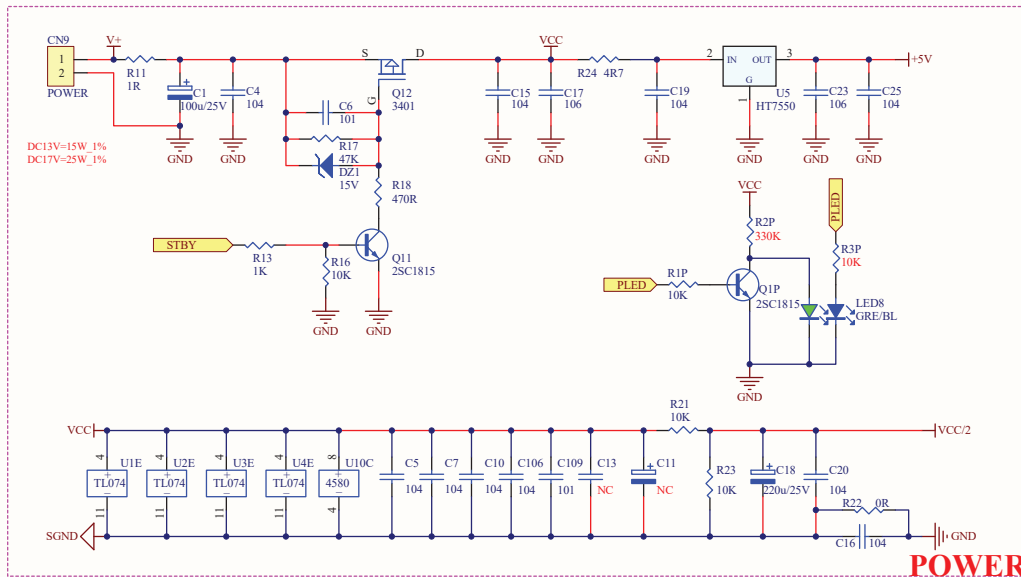 CN9
1
2
POWER
V+
R11
1R
C1
100u/25V
C4
104
GND
GND
DC13V=15W_1%
DC17V=25W_1%
S
D
G
Q12
3401
C6
101
R17
47K
DZ1
15V
R18
470R
STBY
R13
1K
R16
10K
Q11
2SC1815
GND
GND
VCC
C15
104
C17
106
R24 4R7
C19
104
2
3
IN OUT
G
1
U5
HT7550
+5V
C23
106
C25
104
GND
GND
GND
GND
GND
GND
VCC
R2P
330K
PLED
R3P
10K
PLED
R1P
10K
Q1P
2SC1815
LED8
GRE/BL
GND
VCC
4
U1E
+
TL074
−
11
4
U2E
+
TL074
−
11
4
U3E
+
TL074
−
11
4
U4E
+
TL074
−
11
8
U10C
+
4580
−
4
C5
104
C7
104
C10
104
C106
104
C109
101
C13
NC
+
C11
NC
R21
10K
R23
10K
+
C18
220u/25V
C20
104
R22 0R
C16 104
VCC/2
SGND
GND
POWER